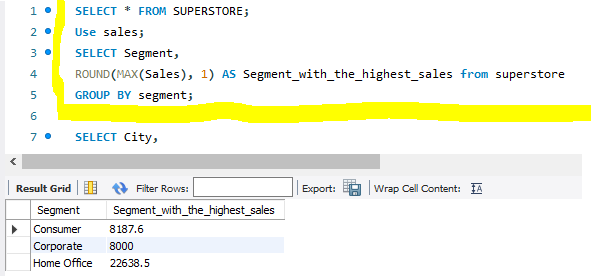 1 SELECT * FROM SUPERSTORE;
2 Use sales;
3 SELECT Segment,
4 ROUND(MAX(Sales), 1) AS Segment_with_the_highest_sales from superstore
5 GROUP BY segment;
6
7 SELECT City,
Result Grid Filter Rows: Export: Wrap Cell Content: IA
Segment Segment_with_the_highest_sales
Consumer 8187.6
Corporate 8000
Home Office 22638.5